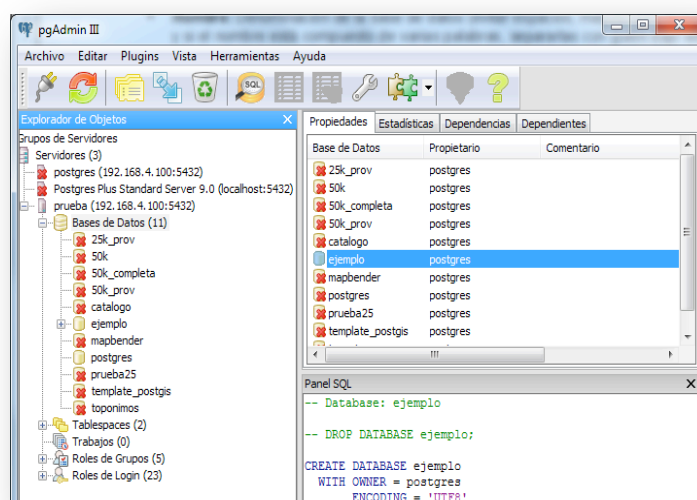 pgAdmin III
Archivo Editar Plugins Vista Herramientas Ayuda
SQL
Explorador de Objetos
Grupos de Servidores
Servidores (3)
postgres (192.168.4.100:5432)
Postgres Plus Standard Server 9.0 (localhost:5432)
prueba (192.168.4.100:5432)
Bases de Datos (11)
25k_prov
50k
50k_completa
50k_prov
catalogo
ejemplo
mapbender
postgres
prueba25
template_postgis
toponimos
Tablespaces (2)
Trabajos (0)
Roles de Grupos (5)
Roles de Login (23)
Propiedades Estadísticas Dependencias Dependientes
Base de Datos Propietario Comentario
25k_prov postgres
50k postgres
50k_completa postgres
50k_prov postgres
catalogo postgres
ejemplo postgres
mapbender postgres
postgres postgres
prueba25 postgres
template_postgis postgres
Panel SQL
-- Database: ejemplo
-- DROP DATABASE ejemplo;
CREATE DATABASE ejemplo
WITH OWNER = postgres
ENCODING = 'UTF8'